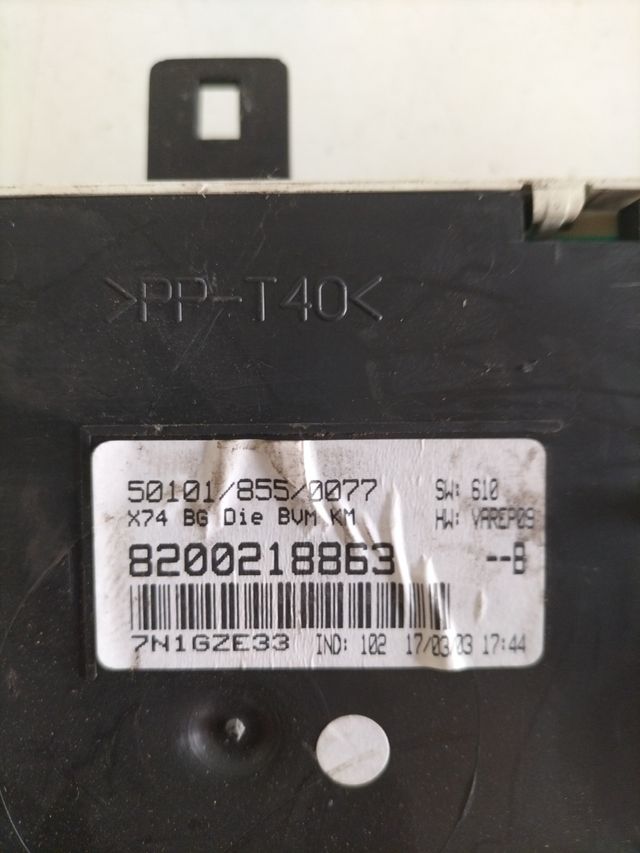 >PP-T40<
50101/855/0077 SW: 610
X74 BG Die BVM KM HW: VAREP09
8200218863 --B
7N1GZE33 IND: 102 17/03/03 17:44